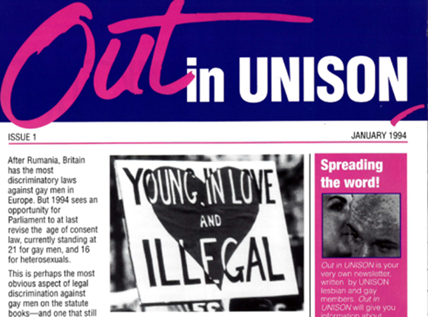 Out in UNISON
ISSUE 1
JANUARY 1994
After Rumania, Britain
has the most
discriminatory laws
against gay men in
Europe. But 1994 sees an
opportunity for
Parliament to at last
revise the age of consent
law, currently standing at
21 for gay men, and 16
for heterosexuals.
This is perhaps the most
obvious aspect of legal
discrimination against
gay men on the statute
books—and one that still
YOUNG, IN LOVE
AND
ILLEGAL
Spreading
the word!
Out in UNISON is your
very own newsletter,
written by UNISON
lesbian and gay
members. Out in
UNISON will give you
information about